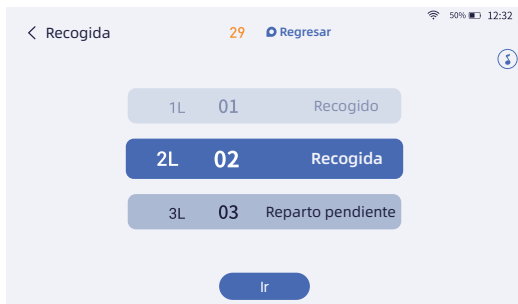 50% 12:32
Recogida 29 Regresar
1L 01 Recogido
2L 02 Recogida
3L 03 Reparto pendiente
Ir